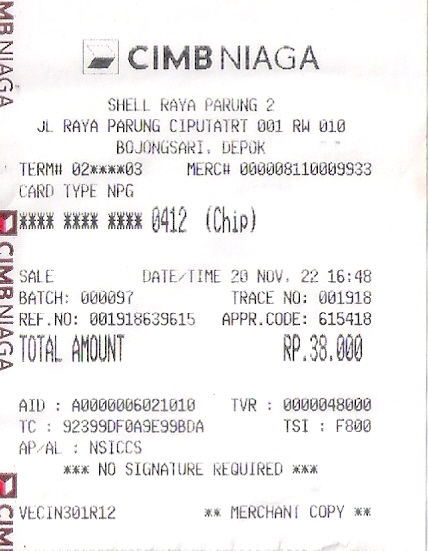 CIMB NIAGA
SHELL RAYA PARUNG 2
JL RAYA PARUNG CIPUTATRT 001 RW 010
BOJONGSARI. DEPOK
TERM# 02****03 MERC# 000008110009933
CARD TYPE NPG
**** **** **** 0412 (Chip)
SALE DATE/TIME 20 NOV, 22 16:48
BATCH: 000097 TRACE NO: 001918
REF.NO: 001918639615 APPR.CODE: 615418
TOTAL AMOUNT RP.38.000
AID : A0000006021010 TVR : 0000048000
TC : 92399DF0A9E99BDA TSI : F800
AP/AL : NSICCS
*** NO SIGNATURE REQUIRED ***
VECIN301R12 ** MERCHANT COPY **
MB NIAGA
CIMB NIAGA
CIM